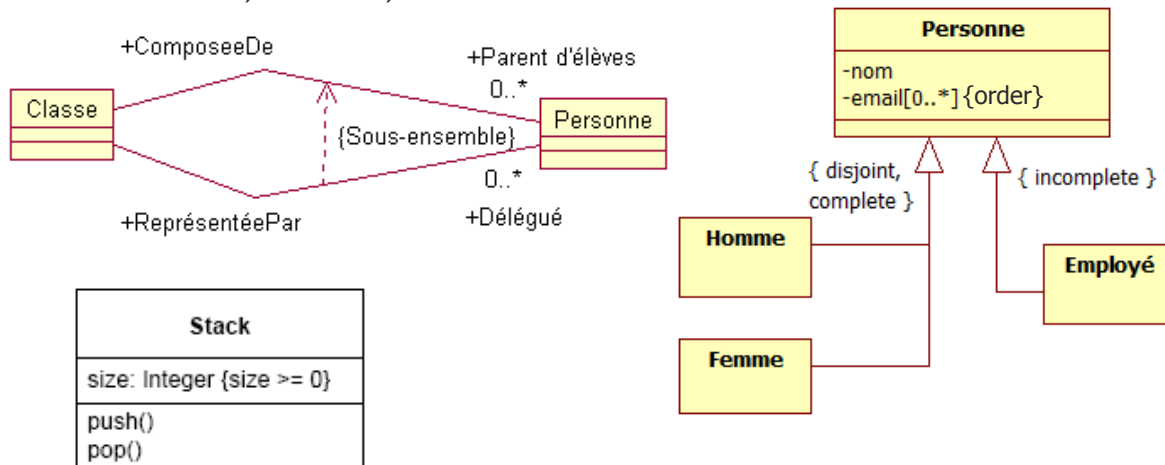 +ComposeeDe
+Parent d'élèves
0..*
Classe
{Sous-ensemble}
Personne
0..*
+ReprésentéePar
+Délégué
Personne
-nom
-email[0..*]{order}
{ disjoint,
complete }
{ incomplete }
Homme
Employé
Femme
Stack
size: Integer {size >= 0}
push()
pop()